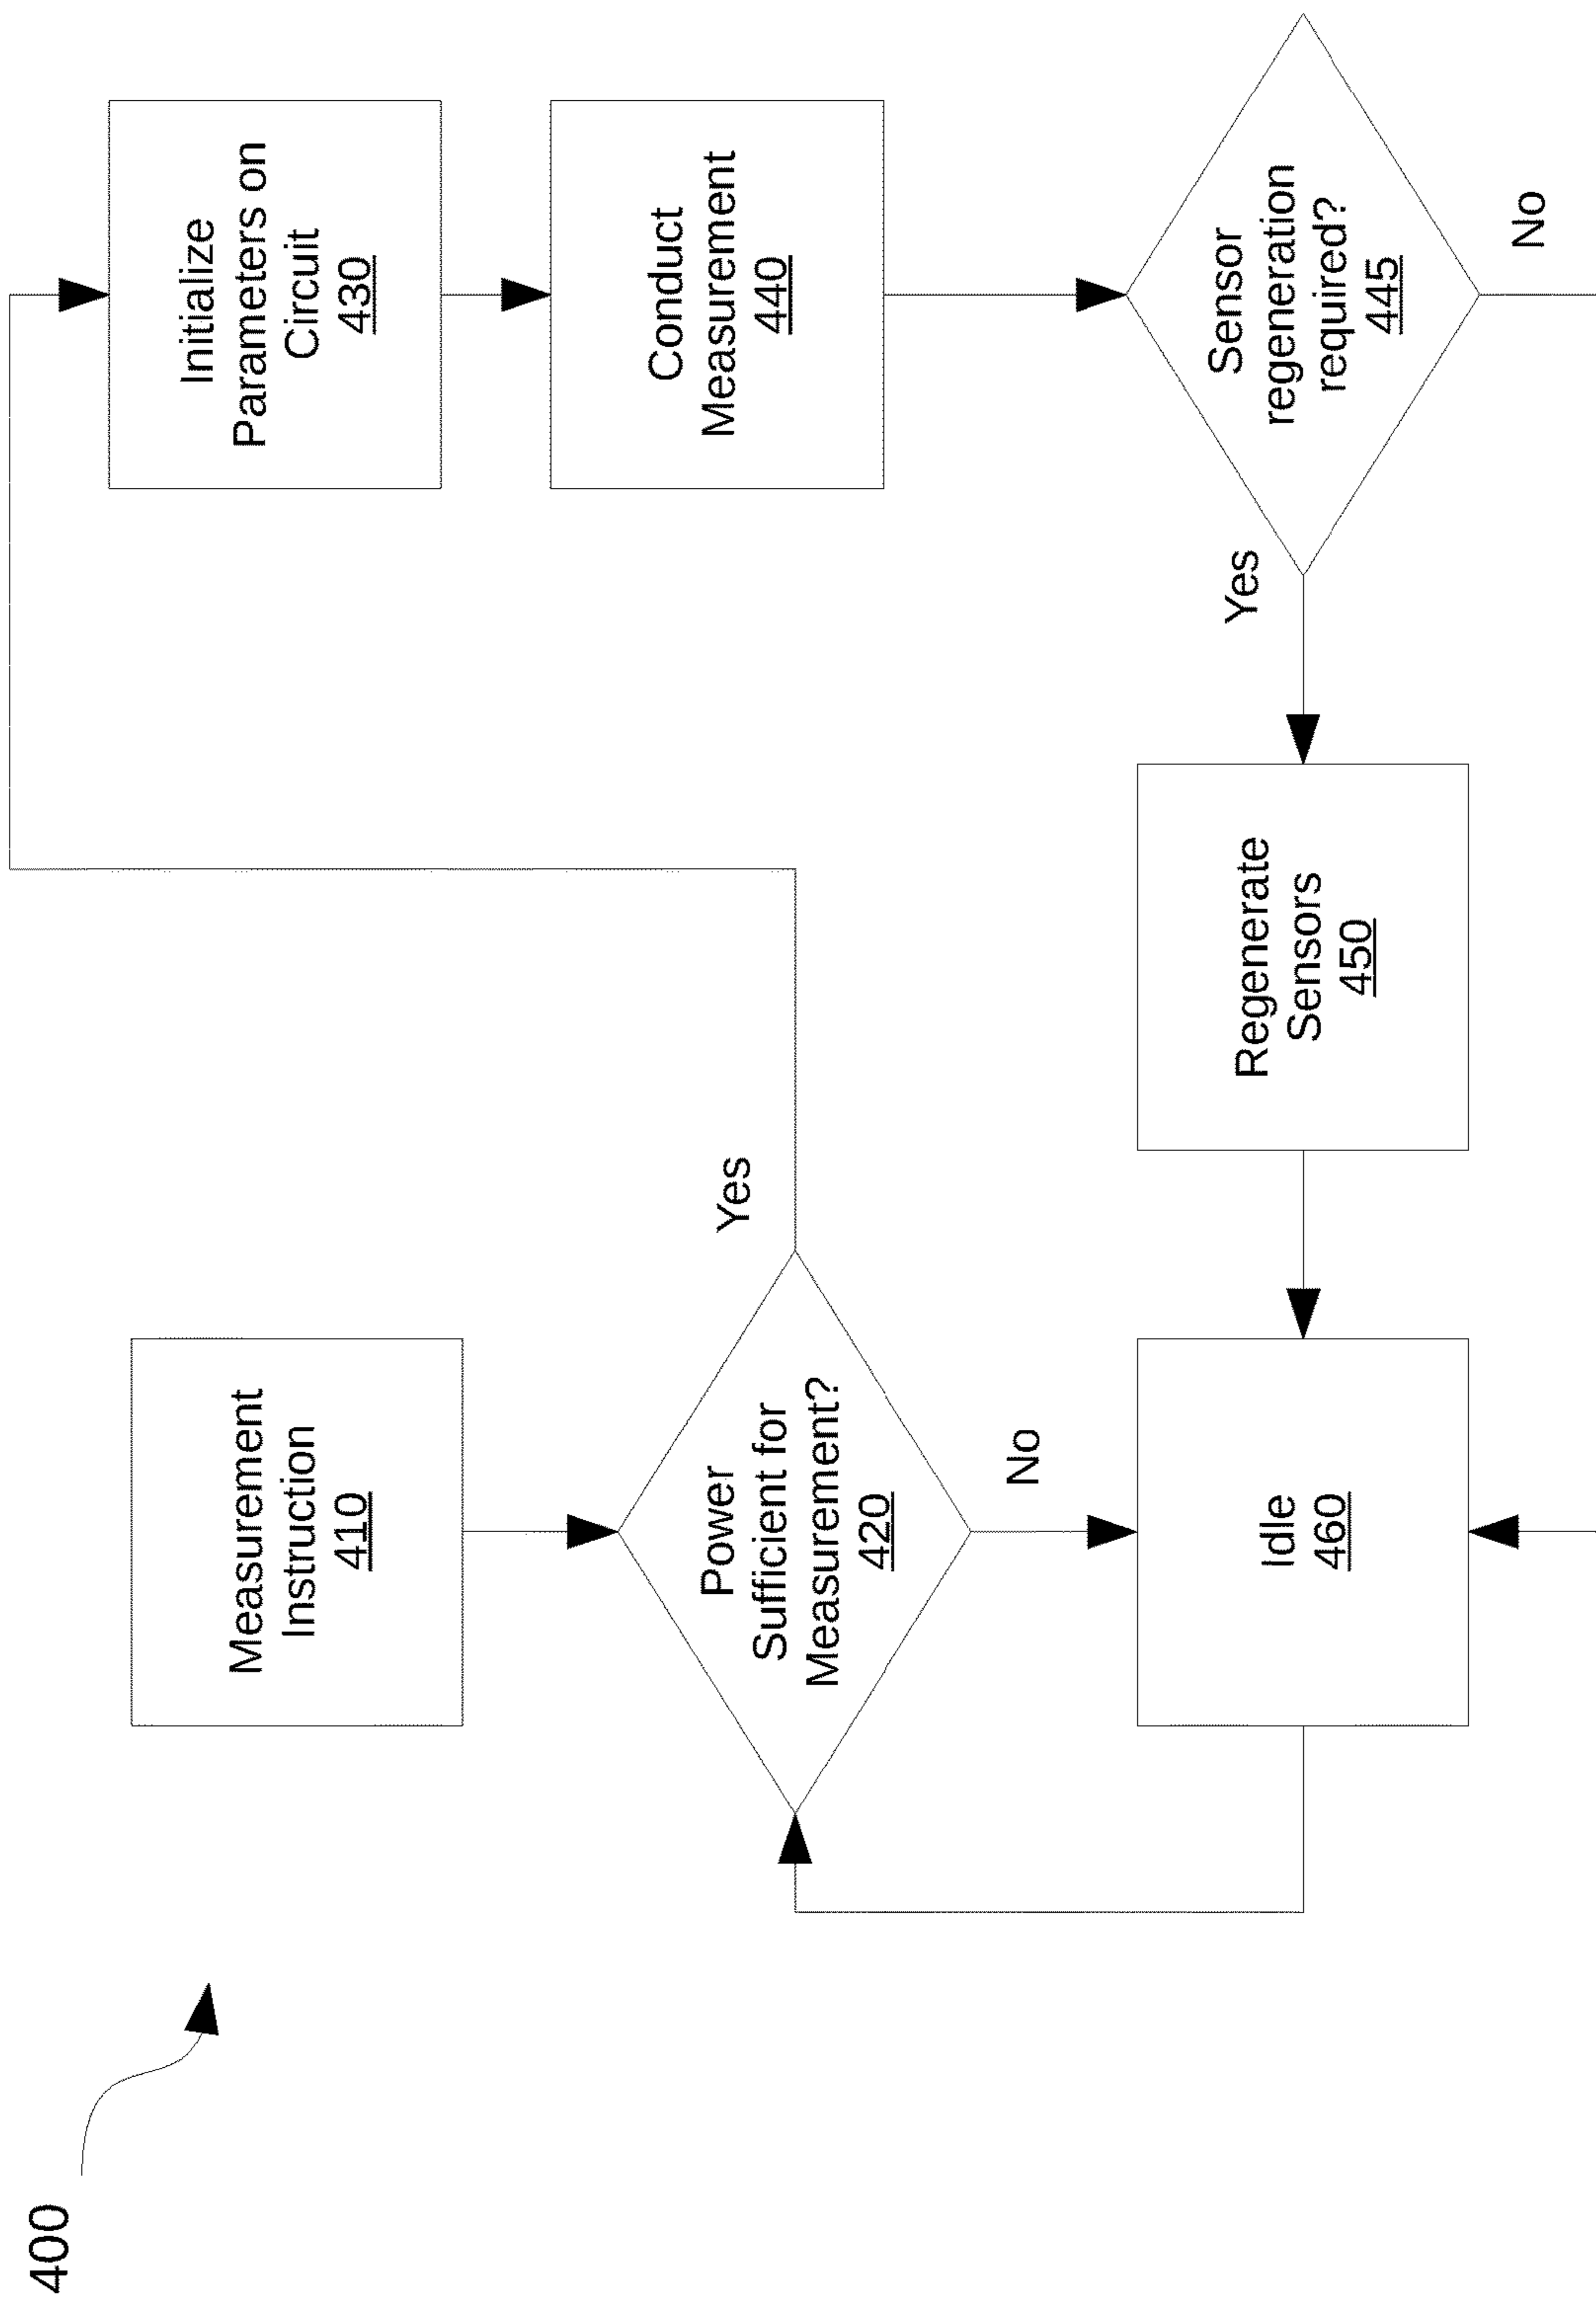 400
Measurement
Instruction
410
Power
Sufficient for
Measurement?
420
Yes
No
Initialize
Parameters on
Circuit
430
Conduct
Measurement
440
Sensor
regeneration
required?
445
Yes
No
Regenerate
Sensors
450
Idle
460